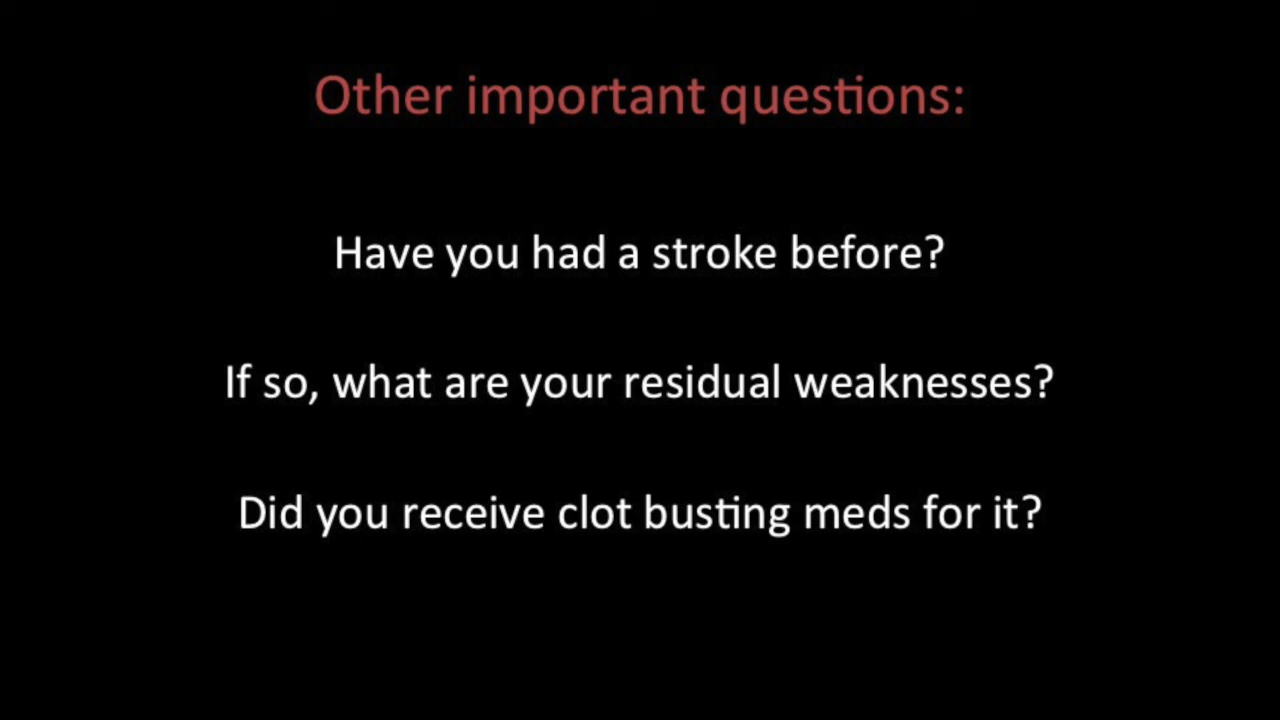 Other important questions:
Have you had a stroke before?
If so, what are your residual weaknesses?
Did you receive clot busting meds for it?